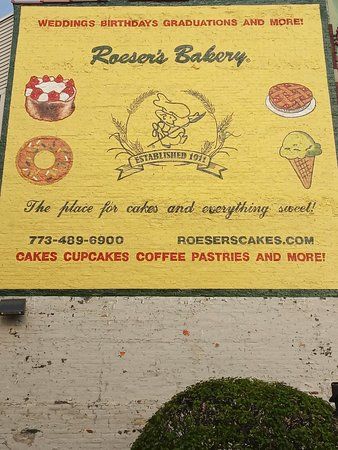 WEDDINGS BIRTHDAYS GRADUATIONS AND MORE!
Roeser's Bakery®
ESTABLISHED 1911
The place for cakes and everything sweet!
773-489-6900 ROESERSCAKES.COM
CAKES CUPCAKES COFFEE PASTRIES AND MORE!